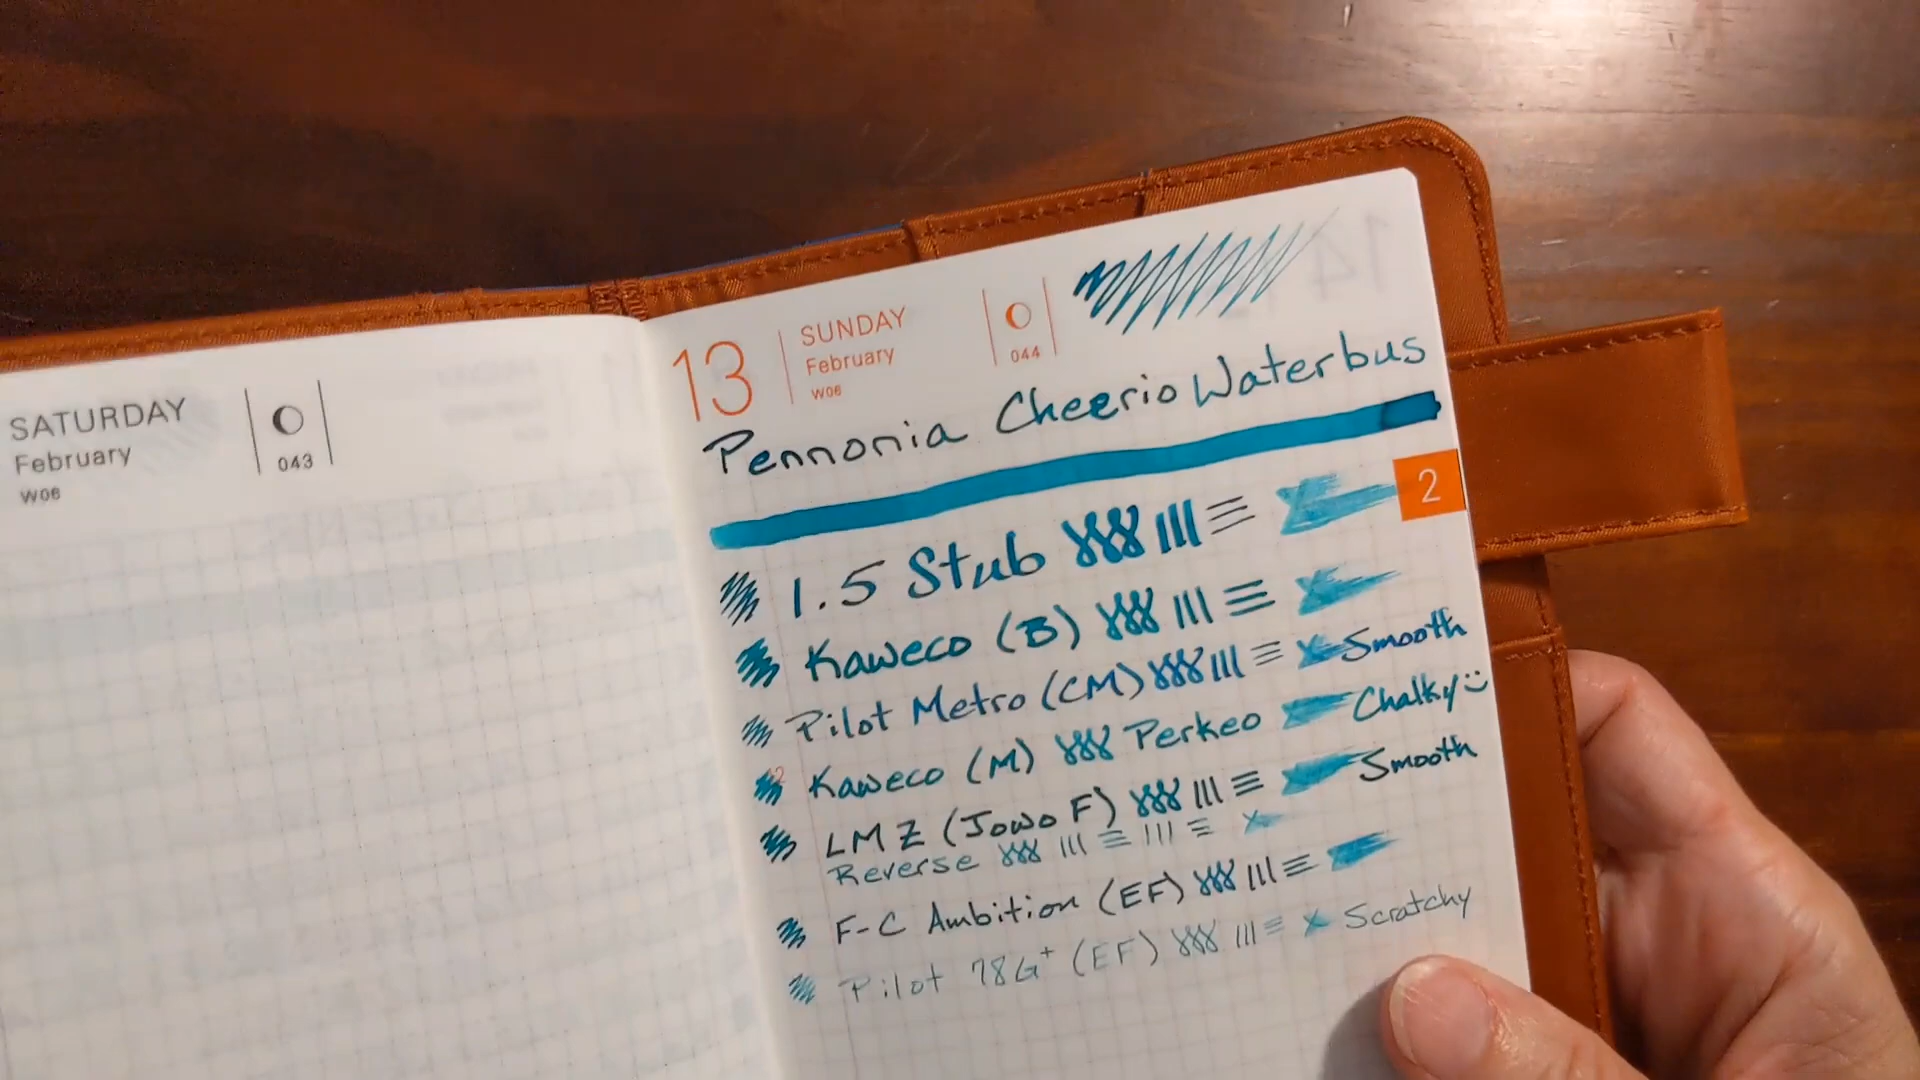 SATURDAY
February
W06
043
13
SUNDAY
February
W06
044
14
Pennonia Cheerio Waterbus
2
1.5 Stub
Kaweco (B)
Pilot Metro (CM) Smooth
Kaweco (M) Perkeo Chalky
LMZ (Jowo F) Smooth
Reverse
F-C Ambition (EF)
Pilot 78G+ (EF) Scratchy